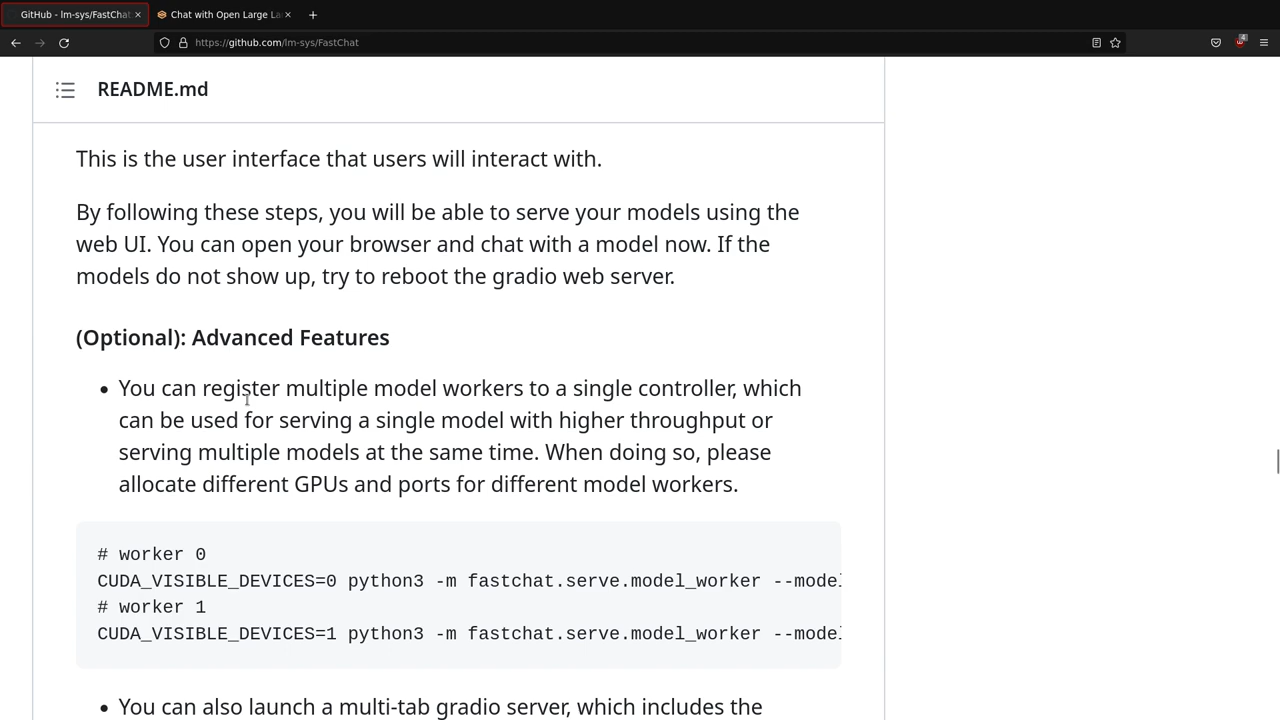 GitHub - lm-sys/FastChat
Chat with Open Large La
https://github.com/lm-sys/FastChat
4
README.md
This is the user interface that users will interact with.
By following these steps, you will be able to serve your models using the
web UI. You can open your browser and chat with a model now. If the
models do not show up, try to reboot the gradio web server.
(Optional): Advanced Features
• You can register multiple model workers to a single controller, which
can be used for serving a single model with higher throughput or
serving multiple models at the same time. When doing so, please
allocate different GPUs and ports for different model workers.
# worker 0
CUDA_VISIBLE_DEVICES=0 python3 -m fastchat.serve.model_worker --model
# worker 1
CUDA_VISIBLE_DEVICES=1 python3 -m fastchat.serve.model_worker --model
• You can also launch a multi-tab gradio server, which includes the